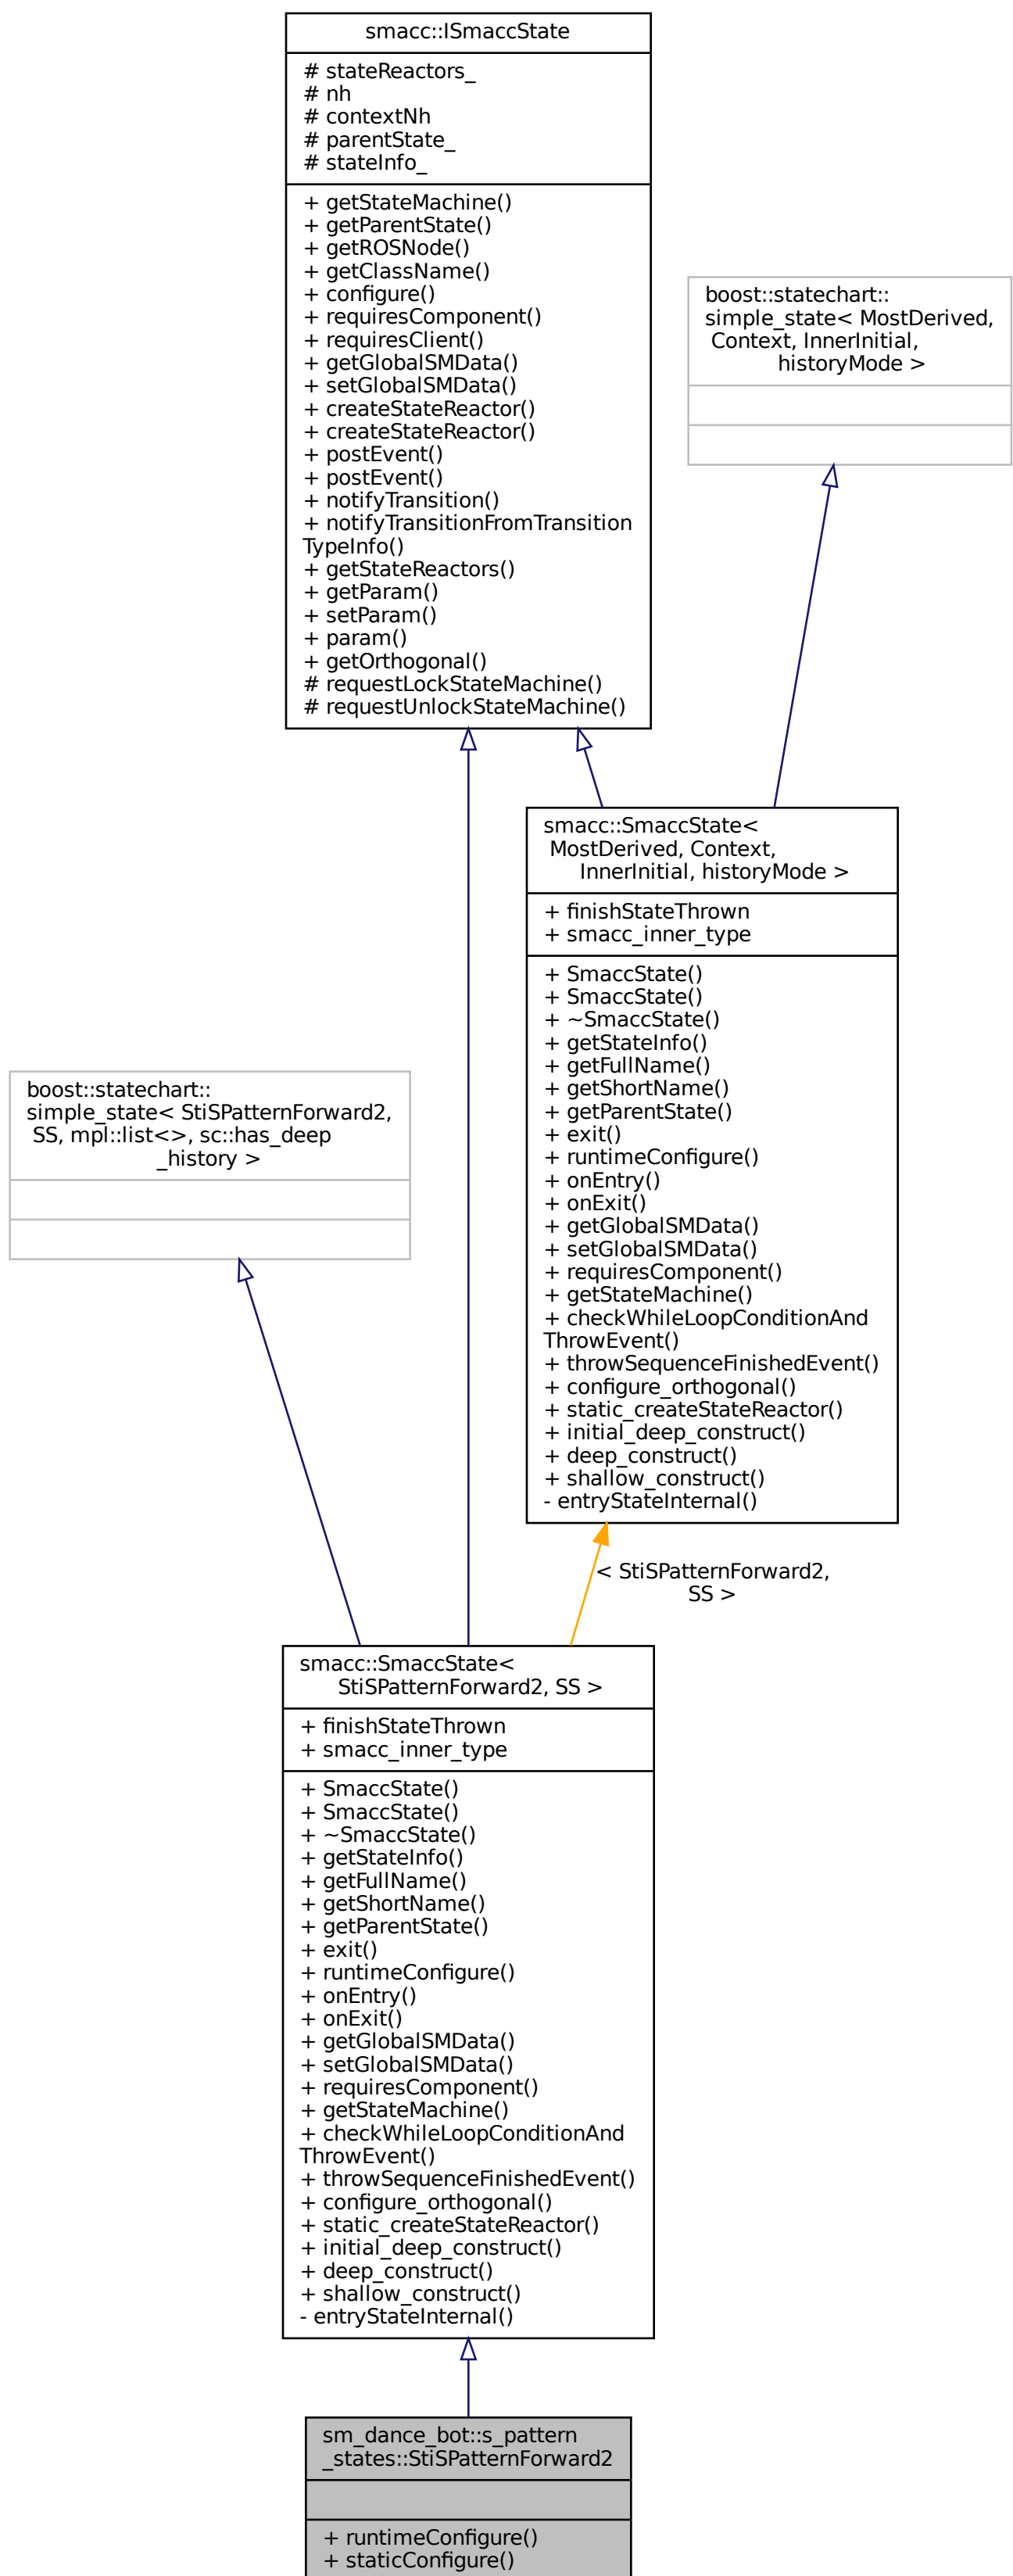 smacc::ISmaccState
# stateReactors_
# nh
# contextNh
# parentState_
# stateInfo_
+ getStateMachine()
+ getParentState()
+ getROSNode()
+ getClassName()
+ configure()
+ requiresComponent()
+ requiresClient()
+ getGlobalSMData()
+ setGlobalSMData()
+ createStateReactor()
+ createStateReactor()
+ postEvent()
+ postEvent()
+ notifyTransition()
+ notifyTransitionFromTransition
TypeInfo()
+ getStateReactors()
+ getParam()
+ setParam()
+ param()
+ getOrthogonal()
# requestLockStateMachine()
# requestUnlockStateMachine()
boost::statechart::
simple_state< MostDerived,
Context, InnerInitial,
historyMode >
smacc::SmaccState<
MostDerived, Context,
InnerInitial, historyMode >
+ finishStateThrown
+ smacc_inner_type
+ SmaccState()
+ SmaccState()
+ ~SmaccState()
+ getStateInfo()
+ getFullName()
+ getShortName()
+ getParentState()
+ exit()
+ runtimeConfigure()
+ onEntry()
+ onExit()
+ getGlobalSMData()
+ setGlobalSMData()
+ requiresComponent()
+ getStateMachine()
+ checkWhileLoopConditionAnd
ThrowEvent()
+ throwSequenceFinishedEvent()
+ configure_orthogonal()
+ static_createStateReactor()
+ initial_deep_construct()
+ deep_construct()
+ shallow_construct()
- entryStateInternal()
boost::statechart::
simple_state< StiSPatternForward2,
SS, mpl::list<>, sc::has_deep
_history >
< StiSPatternForward2,
SS >
smacc::SmaccState<
StiSPatternForward2, SS >
+ finishStateThrown
+ smacc_inner_type
+ SmaccState()
+ SmaccState()
+ ~SmaccState()
+ getStateInfo()
+ getFullName()
+ getShortName()
+ getParentState()
+ exit()
+ runtimeConfigure()
+ onEntry()
+ onExit()
+ getGlobalSMData()
+ setGlobalSMData()
+ requiresComponent()
+ getStateMachine()
+ checkWhileLoopConditionAnd
ThrowEvent()
+ throwSequenceFinishedEvent()
+ configure_orthogonal()
+ static_createStateReactor()
+ initial_deep_construct()
+ deep_construct()
+ shallow_construct()
- entryStateInternal()
sm_dance_bot::s_pattern
_states::StiSPatternForward2
+ runtimeConfigure()
+ staticConfigure()